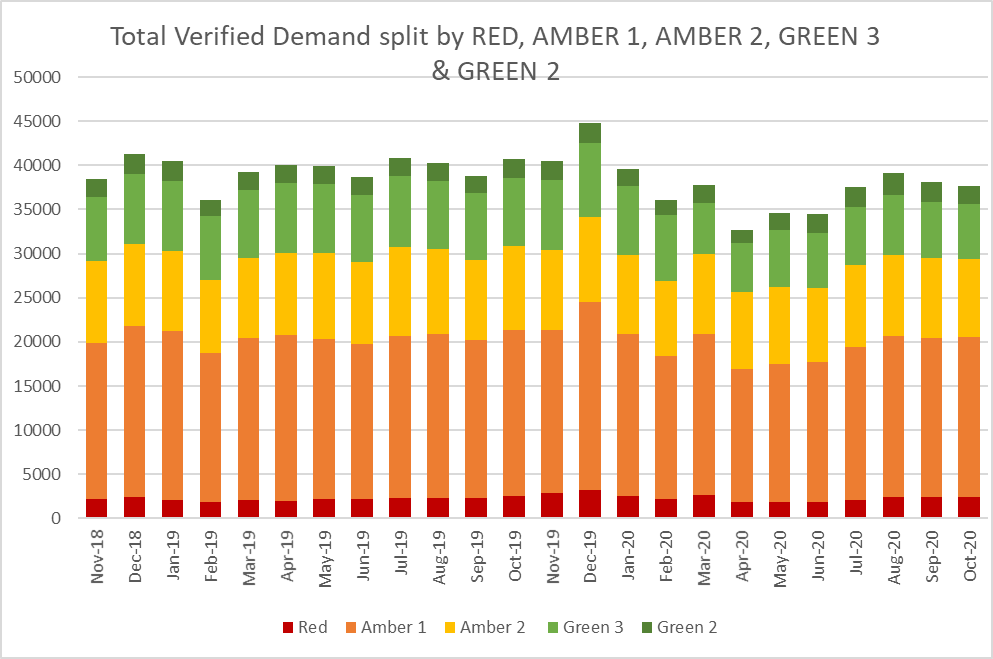 Total Verified Demand split by RED, AMBER 1, AMBER 2, GREEN 3
& GREEN 2
50000
45000
40000
35000
30000
25000
20000
15000
10000
5000
0
Nov-18
Dec-18
Jan-19
Feb-19
Mar-19
Apr-19
May-19
Jun-19
Jul-19
Aug-19
Sep-19
Oct-19
Nov-19
Dec-19
Jan-20
Feb-20
Mar-20
Apr-20
May-20
Jun-20
Jul-20
Aug-20
Sep-20
Oct-20
Red Amber 1 Amber 2 Green 3 Green 2